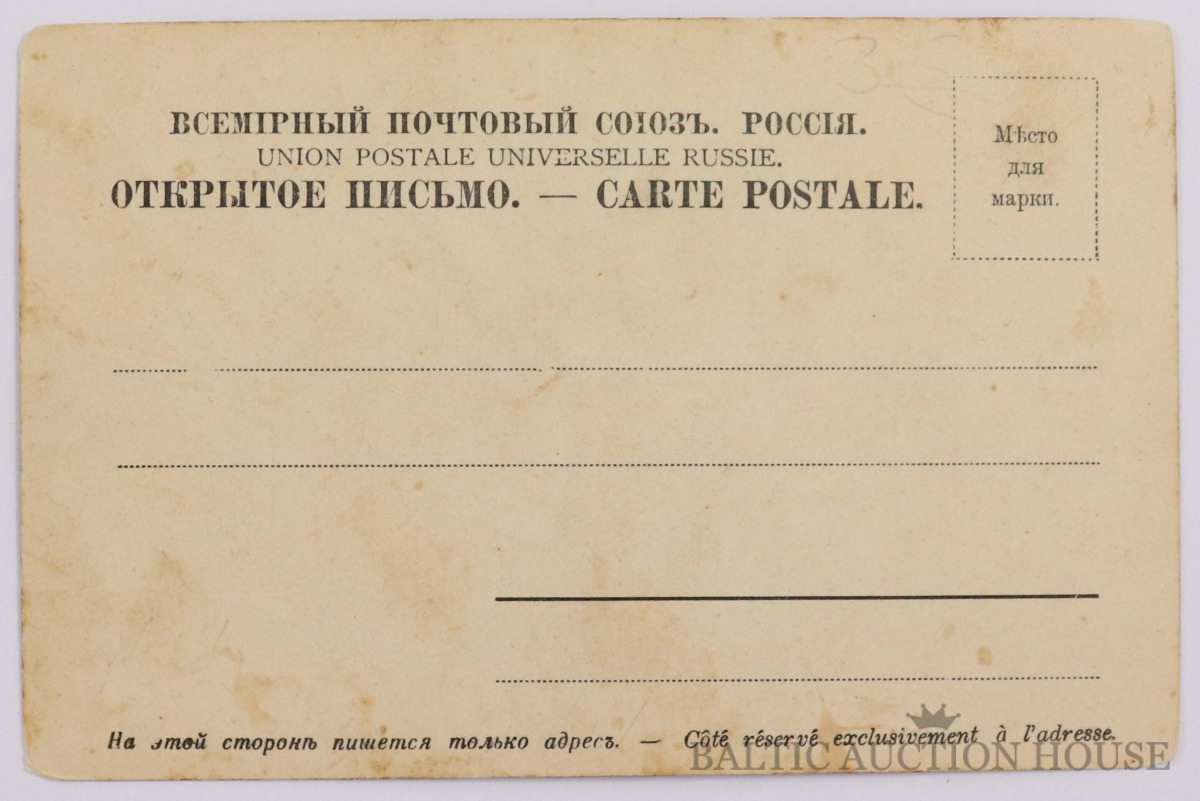 ВСЕМІРНЫЙ ПОЧТОВЫЙ СОЮЗЪ. РОССІЯ.
UNION POSTALE UNIVERSELLE RUSSIE.
ОТКРЫТОЕ ПИСЬМО. — CARTE POSTALE.
Мѣсто
для
марки.
На этой сторонѣ пишется только адресъ. — Côté réservé exclusivement à l'adresse.
BALTIC AUCTION HOUSE